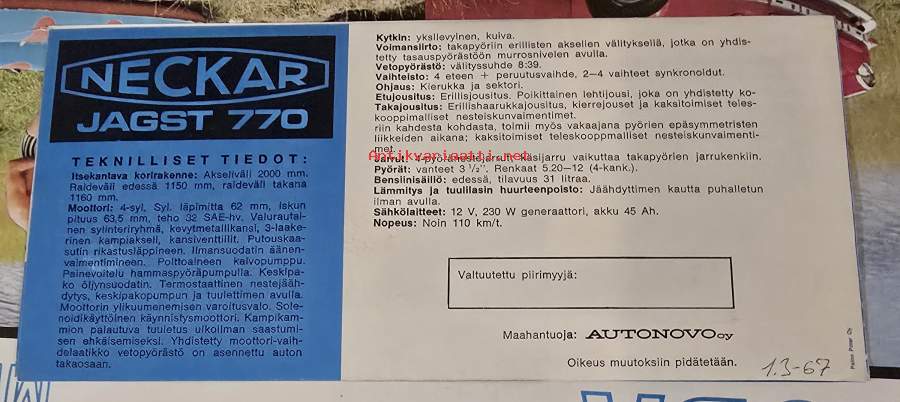 NECKAR
JAGST 770
TEKNILLISET TIEDOT:
Itsekantava korirakenne: Akseliväli 2000 mm.
Raideväli edessä 1150 mm, raideväli takana
1160 mm.
Moottori: 4-syl. Syl. läpimitta 62 mm, iskun
pituus 63,5 mm, teho 32 SAE-hv. Valurautai-
nen sylinteriryhmä, kevytmetallikansi, 3-laake-
rinen kampiakseli, kansiventtiilit. Putouskaa-
sutin rikastusläppineen. Ilmansuodatin äänen-
vaimentimineen. Polttoaineen kalvopumppu.
Painevoitelu hammaspyöräpumpulla. Keskipa-
ko öljynsuodatin. Termostaattinen nestejääh-
dytys, keskipakopumpun ja tuulettimen avulla.
Moottorin ylikuumenemisen varoitusvalo. Sole-
noidikäyttöinen käynnistysmoottori. Kampikam-
mion palautuva tuuletus ulkoilman saastumi-
sen ehkäisemiseksi. Yhdistetty moottori-vaih-
delaatikko vetopyörästö on asennettu auton
takaosaan.
Kytkin: yksilevyinen, kuiva.
Voimansiirto: takapyöriin erillisten akselien välityksellä, jotka on yhdis-
tetty tasauspyörästöön murrosnivelen avulla.
Vetopyörästö: välityssuhde 8:39.
Vaihteisto: 4 eteen + peruutusvaihde, 2–4 vaihteet synkronoidut.
Ohjaus: Kierukka ja sektori.
Etujousitus: Erillisjousitus. Poikittainen lehtijousi, joka on yhdistetty ko-
Takajousitus: Erillishaarukkajousitus, kierrejouset ja kaksitoimiset teles-
kooppimalliset nesteiskunvaimentimet.
riin kahdesta kohdasta, toimii myös vakaajana pyörien epäsymmetristen
liikkeiden aikana; kaksitoimiset teleskooppimalliset nesteiskunvaimenti-
met.
Antikvariaatti.net
Jarrut: 4-pyöränestejarrut. Käsijarru vaikuttaa takapyörien jarrukenkiin.
Pyörät: vanteet 3 1/2". Renkaat 5.20–12 (4-kank.).
Bensiinisäiliö: edessä, tilavuus 31 litraa.
Lämmitys ja tuulilasin huurteenpoisto: Jäähdyttimen kautta puhalletun
ilman avulla.
Sähkölaitteet: 12 V, 230 W generaattori, akku 45 Ah.
Nopeus: Noin 110 km/t.
Valtuutettu piirimyyjä:
Maahantuoja: AUTONOVO oy
Oikeus muutoksiin pidätetään.
1.3-67